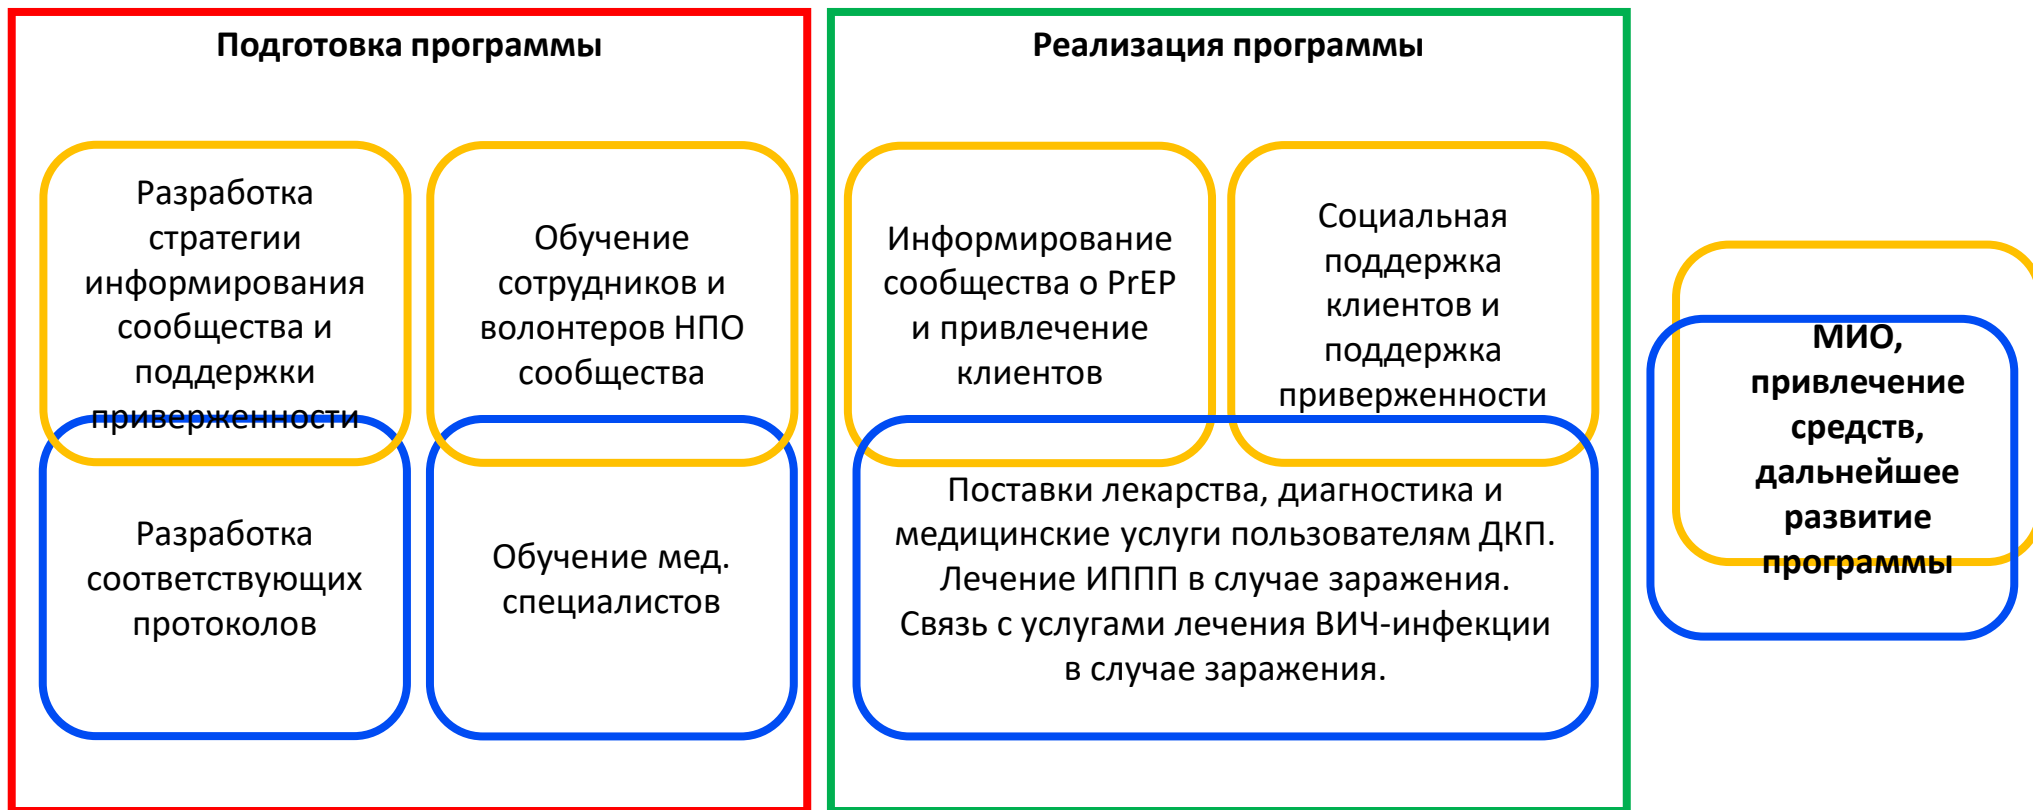 Подготовка программы
Разработка
стратегии
информирования
сообщества и
поддержки
приверженности
Обучение
сотрудников и
волонтеров НПО
сообщества
Разработка
соответствующих
протоколов
Обучение мед.
специалистов
Реализация программы
Информирование
сообщества о PrEP
и привлечение
клиентов
Социальная
поддержка
клиентов и
поддержка
приверженности
Поставки лекарства, диагностика и
медицинские услуги пользователям ДКП.
Лечение ИППП в случае заражения.
Связь с услугами лечения ВИЧ-инфекции
в случае заражения.
МИО,
привлечение
средств,
дальнейшее
развитие
программы